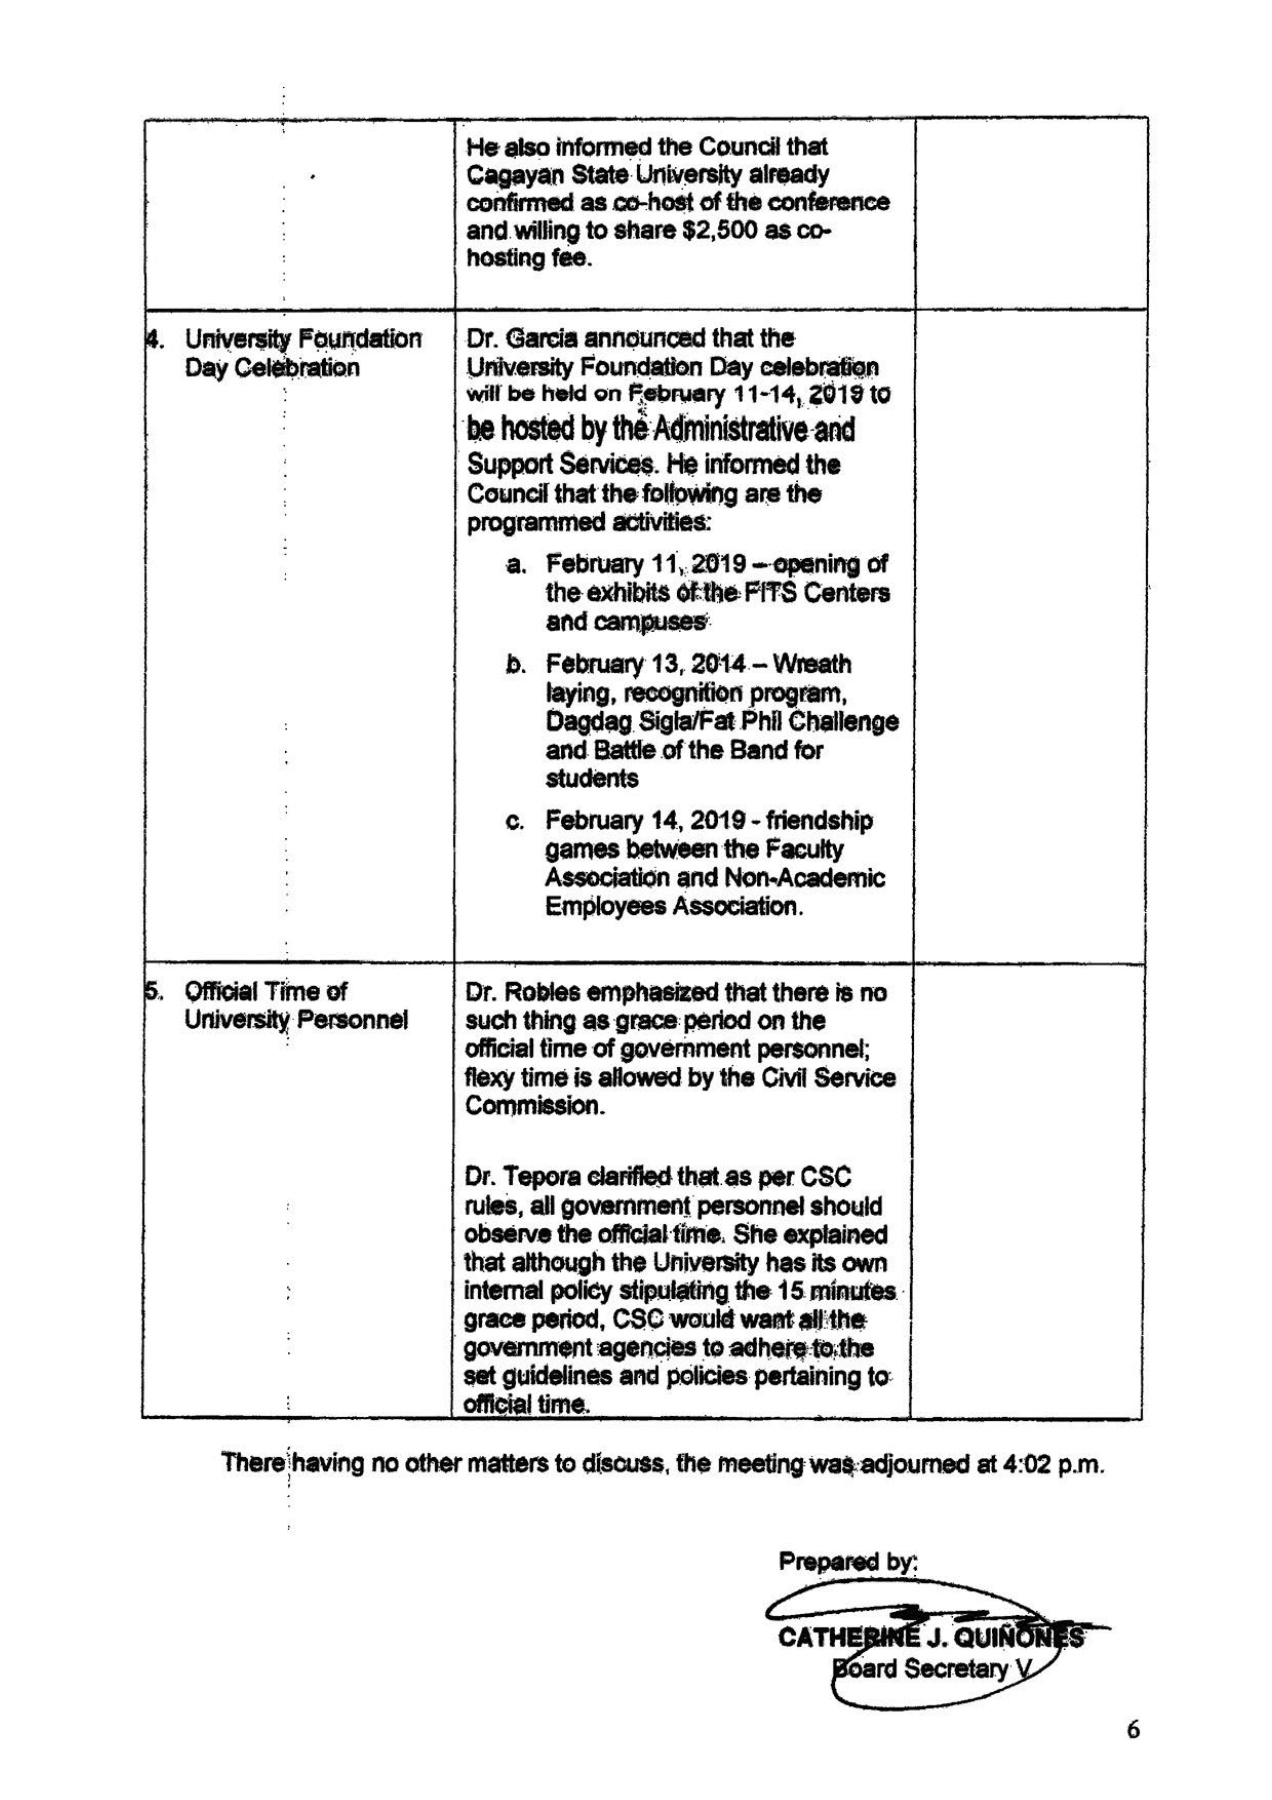 He also informed the Council that
Cagayan State University already
confirmed as co-host of the conference
and willing to share $2,500 as co-
hosting fee.
4. University Foundation
Day Celebration
Dr. Garcia announced that the
University Foundation Day celebration
will be held on February 11-14, 2019 to
be hosted by the Administrative and
Support Services. He informed the
Council that the following are the
programmed activities:
a. February 11, 2019 – opening of
the exhibits of the FITS Centers
and campuses
b. February 13, 2014 – Wreath
laying, recognition program,
Dagdag Sigla/Fat Phil Challenge
and Battle of the Band for
students
c. February 14, 2019 - friendship
games between the Faculty
Association and Non-Academic
Employees Association.
5. Official Time of
University Personnel
Dr. Robles emphasized that there is no
such thing as grace period on the
official time of government personnel;
flexy time is allowed by the Civil Service
Commission.
Dr. Tepora clarified that as per CSC
rules, all government personnel should
observe the official time. She explained
that although the University has its own
internal policy stipulating the 15 minutes
grace period, CSC would want all the
government agencies to adhere to the
set guidelines and policies pertaining to
official time.
There having no other matters to discuss, the meeting was adjourned at 4:02 p.m.
Prepared by:
CATHERINE J. QUIÑONES
Board Secretary V
6